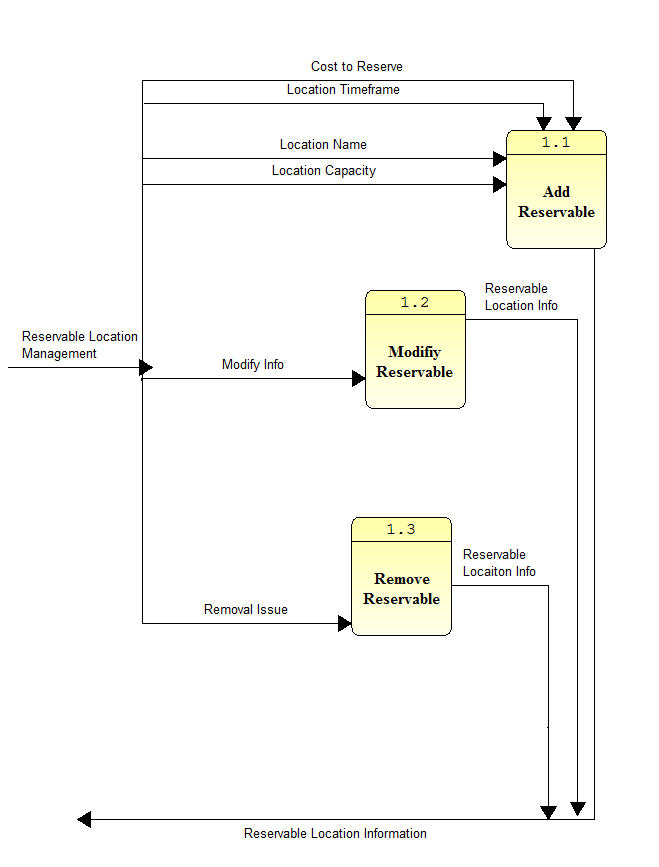 Cost to Reserve
Location Timeframe
Location Name
Location Capacity
1.1
Add
Reservable
1.2
Modifiy
Reservable
Reservable
Location Info
Reservable Location
Management
Modify Info
1.3
Remove
Reservable
Reservable
Locaiton Info
Removal Issue
Reservable Location Information